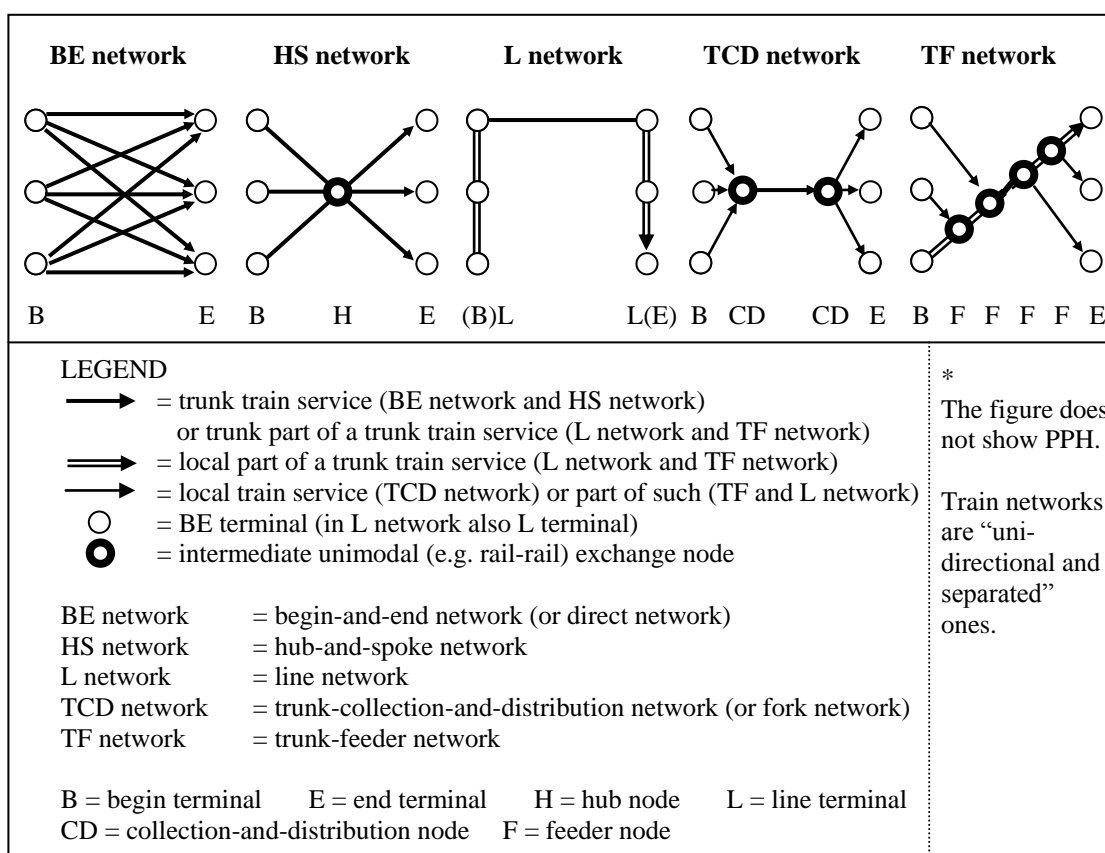 BE network HS network L network TCD network TF network
B E B H E (B)L L(E) B CD CD E B F F F F E
LEGEND
= trunk train service (BE network and HS network)
or trunk part of a trunk train service (L network and TF network)
= local part of a trunk train service (L network and TF network)
= local train service (TCD network) or part of such (TF and L network)
= BE terminal (in L network also L terminal)
= intermediate unimodal (e.g. rail-rail) exchange node
BE network = begin-and-end network (or direct network)
HS network = hub-and-spoke network
L network = line network
TCD network = trunk-collection-and-distribution network (or fork network)
TF network = trunk-feeder network
B = begin terminal E = end terminal H = hub node L = line terminal
CD = collection-and-distribution node F = feeder node
*
The figure does
not show PPH.
Train networks
are “uni-
directional and
separated”
ones.